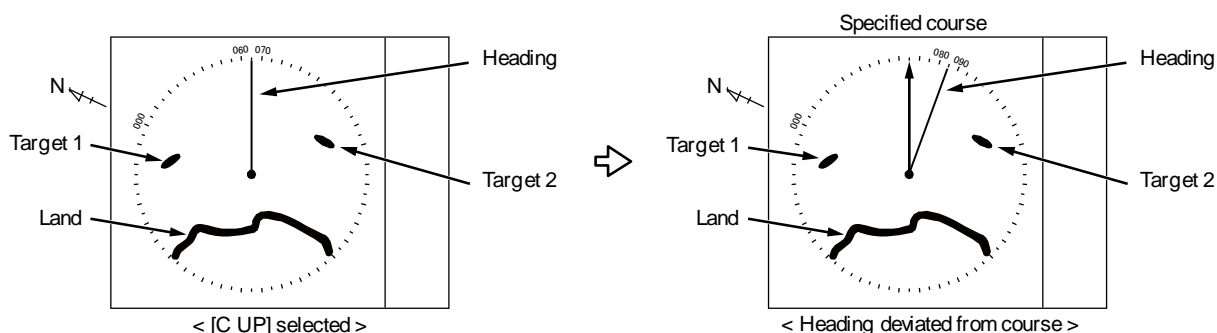 060 070
Heading
N
000
Target 1
Target 2
Land
< [C UP] selected >
Specified course
080 090
Heading
N
000
Target 1
Target 2
Land
< Heading deviated from course >